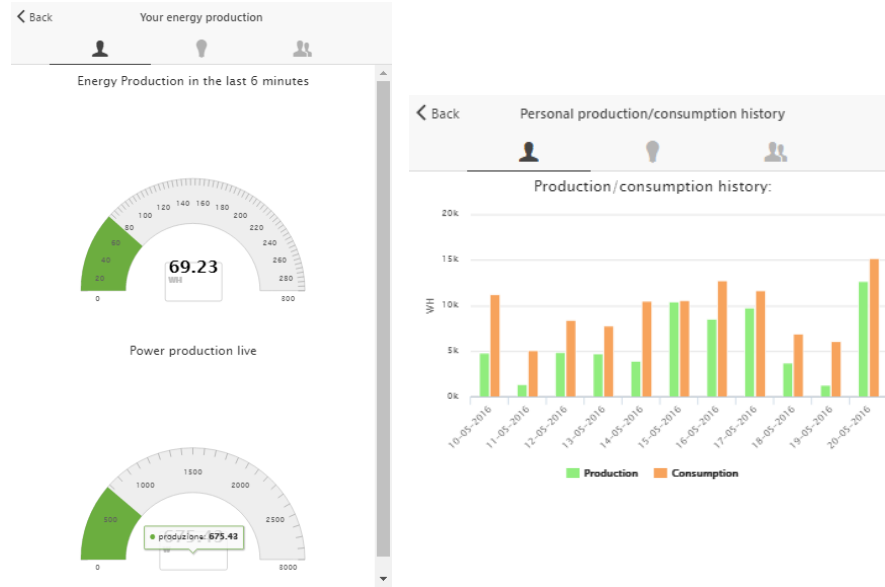 Back Your energy production
Energy Production in the last 6 minutes
0 20 40 60 80 100 120 140 160 180 200 220 240 260 280 300
69.23
WH
Power production live
0 500 1000 1500 2000 2500 3000
675.43
produzione: 675.43
Back Personal production/consumption history
Production/consumption history:
20k
15k
10k
5k
0k
WH
10-05-2016 11-05-2016 12-05-2016 13-05-2016 14-05-2016 15-05-2016 16-05-2016 17-05-2016 18-05-2016 19-05-2016 20-05-2016
Production Consumption